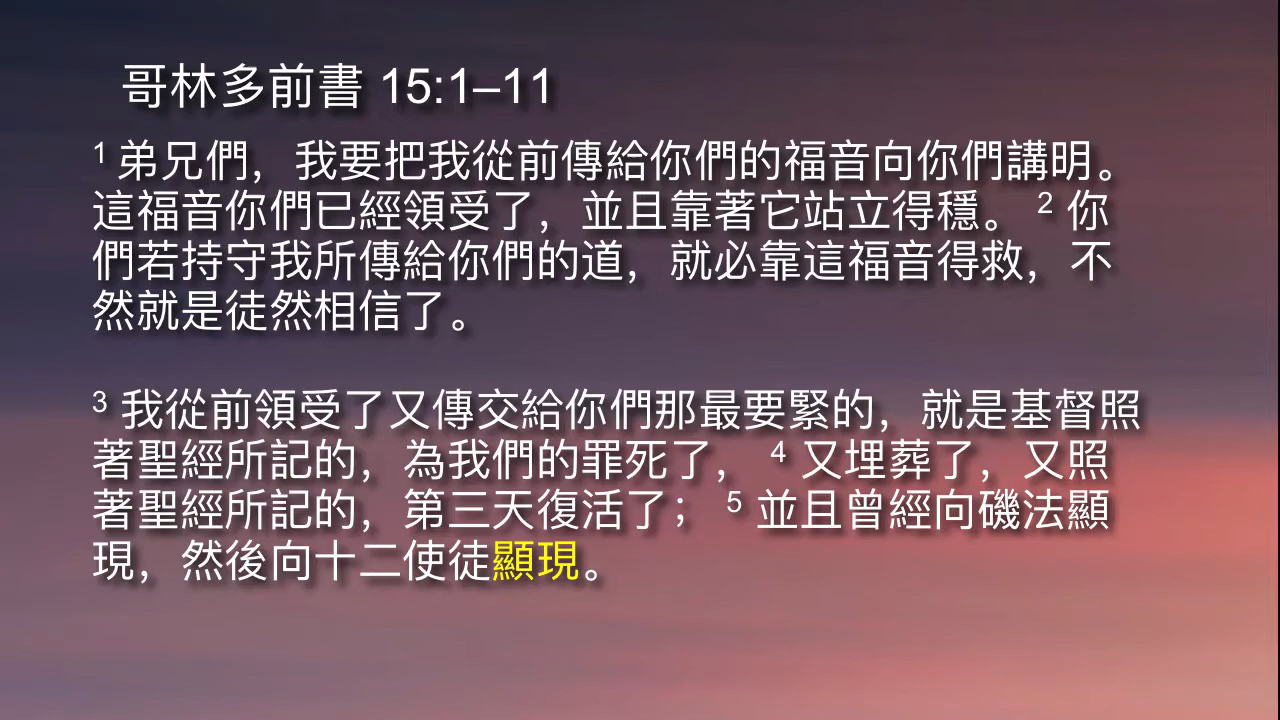 哥林多前書 15:1–11
1 弟兄們，我要把我從前傳給你們的福音向你們講明。
這福音你們已經領受了，並且靠著它站立得穩。 2 你
們若持守我所傳給你們的道，就必靠這福音得救，不
然就是徒然相信了。
3 我從前領受了又傳交給你們那最要緊的，就是基督照
著聖經所記的，為我們的罪死了， 4 又埋葬了，又照
著聖經所記的，第三天復活了； 5 並且曾經向磯法顯
現，然後向十二使徒顯現。